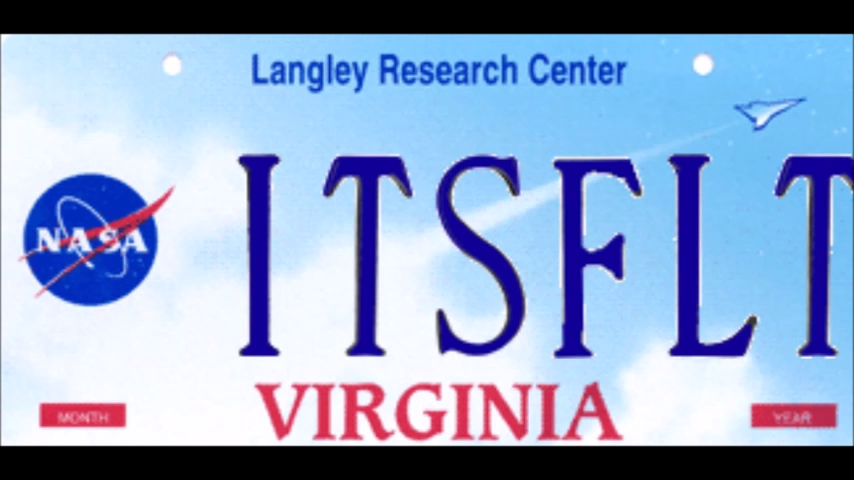 Langley Research Center
ITSFLT
NASA
VIRGINIA
MONTH
YEAR